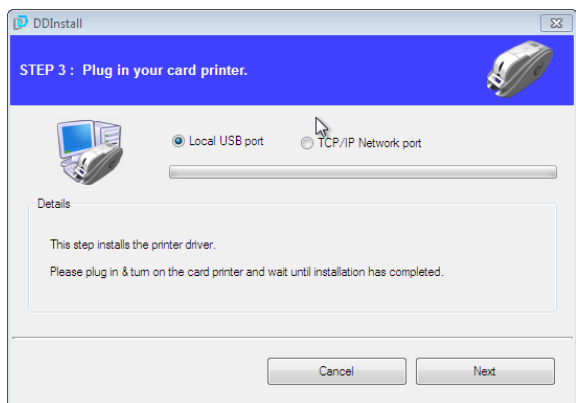 DDInstall
STEP 3 : Plug in your card printer.
Local USB port
TCP/IP Network port
Details
This step installs the printer driver.
Please plug in & turn on the card printer and wait until installation has completed.
Cancel
Next